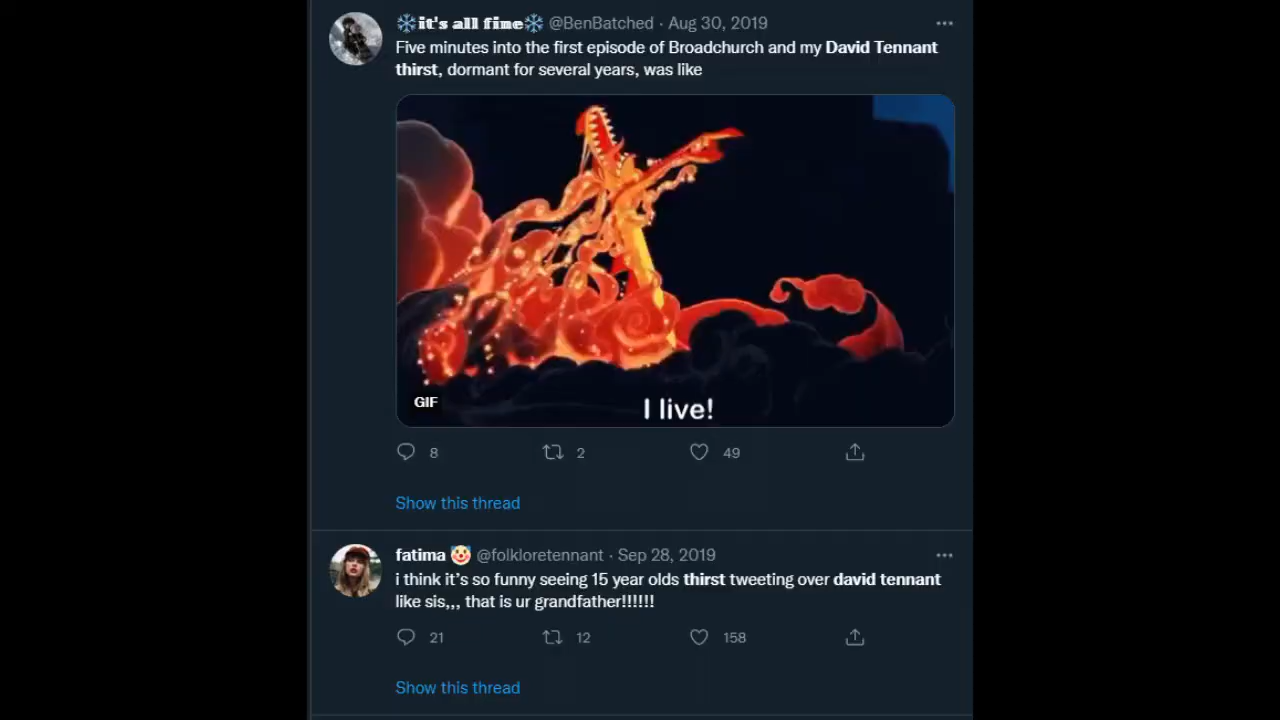 ❄️it's all fine❄️ @BenBatched · Aug 30, 2019
Five minutes into the first episode of Broadchurch and my David Tennant
thirst, dormant for several years, was like
GIF
I live!
8 2 49
Show this thread
fatima 🤡 @folkloretennant · Sep 28, 2019
i think it's so funny seeing 15 year olds thirst tweeting over david tennant
like sis,,, that is ur grandfather!!!!!!
21 12 158
Show this thread